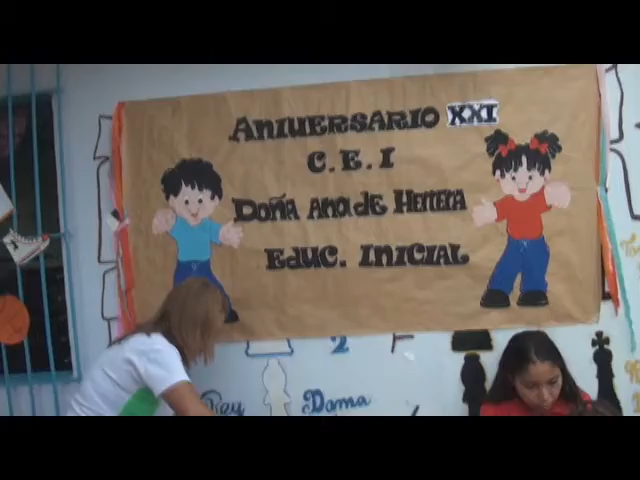 ANIVERSARIO XXI
C.E.I
DOÑA ANA dE HERRERA
EdUC. INICIAL
2
Rey
Dama